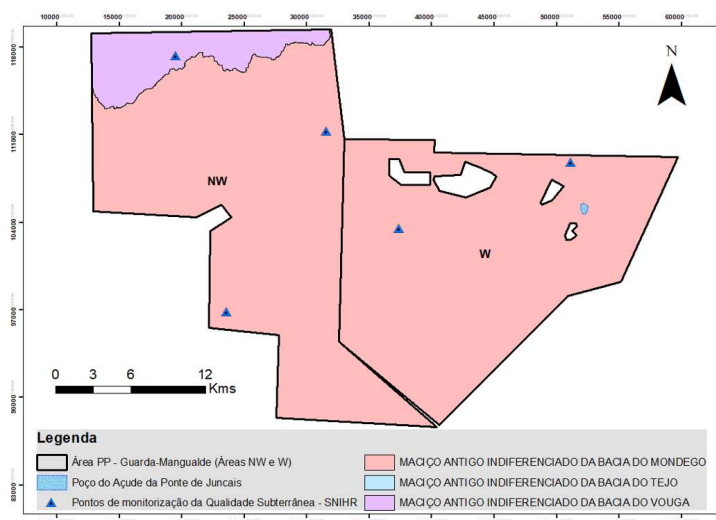 10000 20000 25000 30000 35000 40000 45000 50000 55000 60000
118000
111000
104000
97000
90000
83000
N
NW
W
0 3 6 12
Kms
Legenda
Área PP - Guarda-Mangualde (Áreas NW e W)
Poço do Açude da Ponte de Juncais
Pontos de monitorização da Qualidade Subterrânea - SNIHR
MACIÇO ANTIGO INDIFERENCIADO DA BACIA DO MONDEGO
MACIÇO ANTIGO INDIFERENCIADO DA BACIA DO TEJO
MACIÇO ANTIGO INDIFERENCIADO DA BACIA DO VOUGA